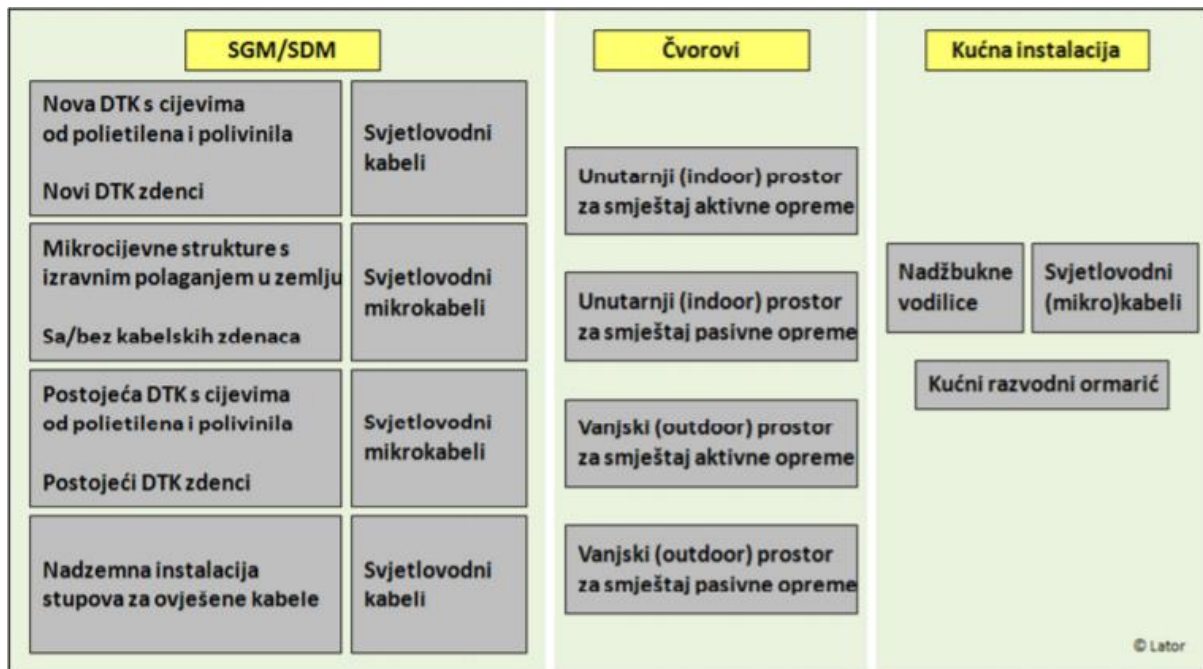 SGM/SDM
Nova DTK s cijevima
od polietilena i polivinila
Novi DTK zdenci
Svjetlovodni
kabeli
Mikrocijevne strukture s
izravnim polaganjem u zemlju
Sa/bez kabelskih zdenaca
Svjetlovodni
mikrokabeli
Postojeća DTK s cijevima
od polietilena i polivinila
Postojeći DTK zdenci
Svjetlovodni
mikrokabeli
Nadzemna instalacija
stupova za ovješene kabele
Svjetlovodni
kabeli
Čvorovi
Unutarnji (indoor) prostor
za smještaj aktivne opreme
Unutarnji (indoor) prostor
za smještaj pasivne opreme
Vanjski (outdoor) prostor
za smještaj aktivne opreme
Vanjski (outdoor) prostor
za smještaj pasivne opreme
Kućna instalacija
Nadžbukne
vodilice
Svjetlovodni
(mikro)kabeli
Kućni razvodni ormarić
© Lator